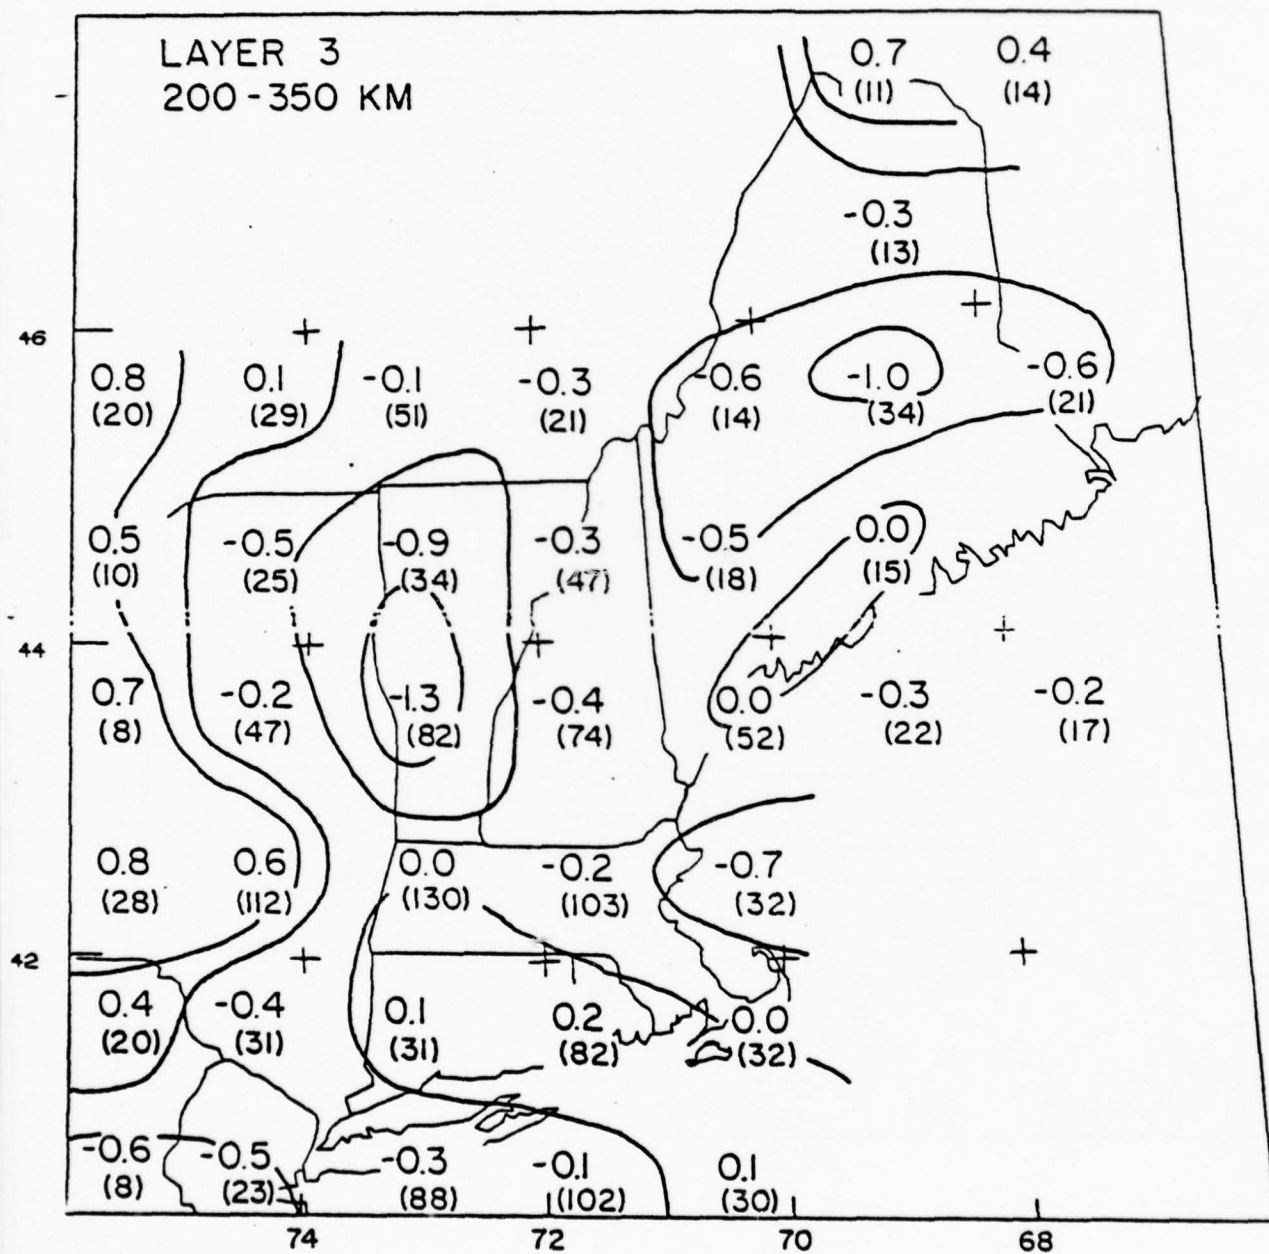 LAYER 3
200-350 KM
0.7 0.4
(11) (14)
-0.3
(13)
46
0.8 0.1 -0.1 -0.3 -0.6 -1.0 -0.6
(20) (29) (51) (21) (14) (34) (21)
0.5 -0.5 -0.9 -0.3 -0.5 0.0
(10) (25) (34) (47) (18) (15)
44
0.7 -0.2 -1.3 -0.4 0.0 -0.3 -0.2
(8) (47) (82) (74) (52) (22) (17)
0.8 0.6 0.0 -0.2 -0.7
(28) (112) (130) (103) (32)
42
0.4 -0.4 0.1 0.2 0.0
(20) (31) (31) (82) (32)
-0.6 -0.5 -0.3 -0.1 0.1
(8) (23) (88) (102) (30)
74 72 70 68